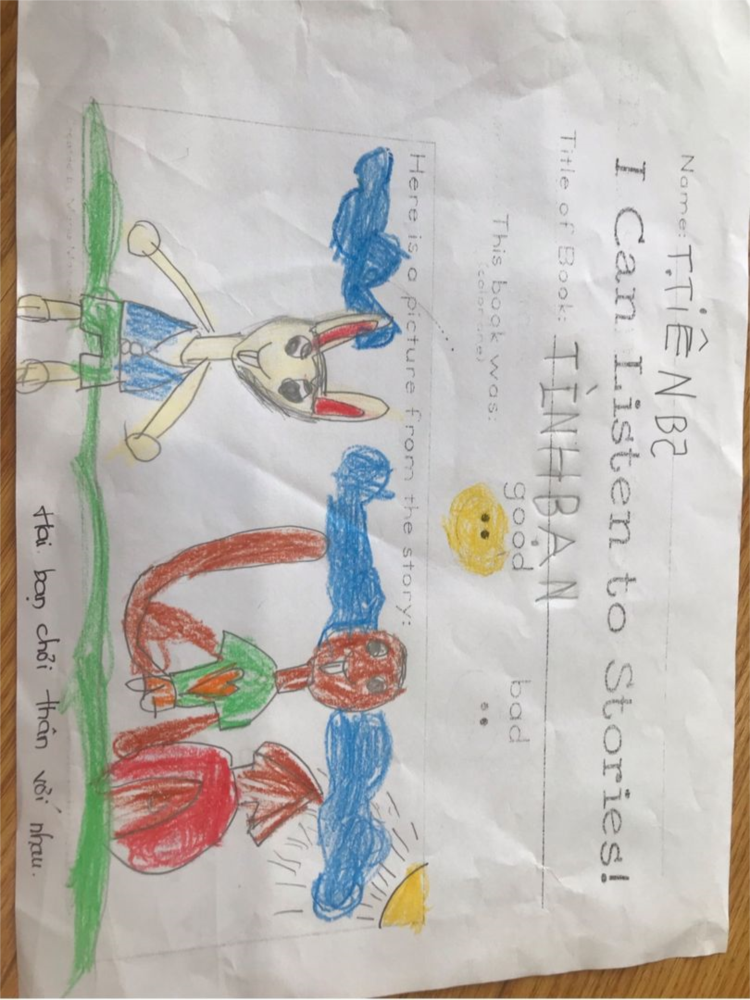 Name: T.TIÊN B2
I Can Listen to Stories!
Title of Book: TÌNH BẠN
This book was: good bad
(color one)
Here is a picture from the story:
Hai bạn chơi thân với nhau.